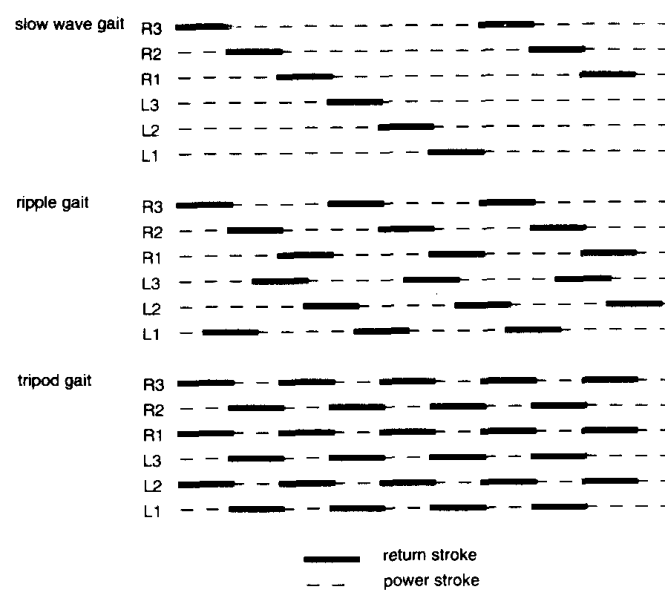 slow wave gait
R3
R2
R1
L3
L2
L1
ripple gait
R3
R2
R1
L3
L2
L1
tripod gait
R3
R2
R1
L3
L2
L1
return stroke
power stroke